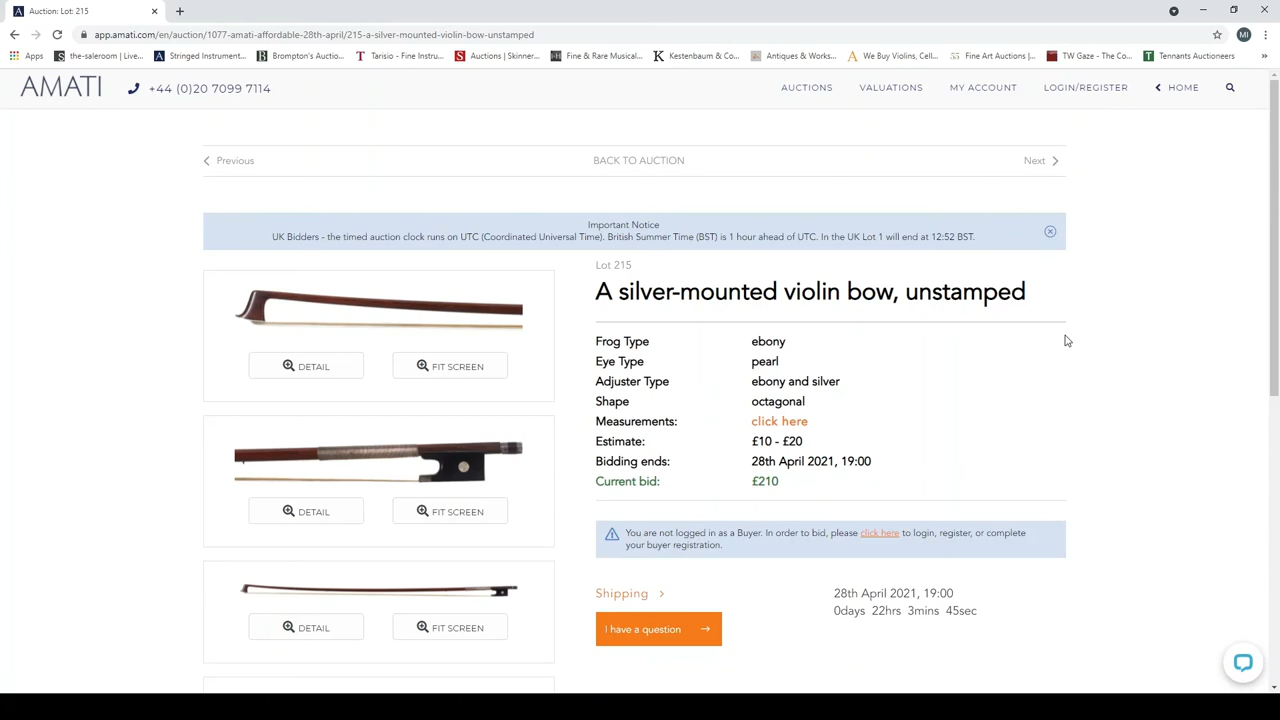 Auction: Lot: 215
app.amati.com/en/auction/1077-amati-affordable-28th-april/215-a-silver-mounted-violin-bow-unstamped
MI
Apps
the-saleroom | Live...
Stringed Instrument...
Brompton's Auctio...
Tarisio - Fine Instru...
Auctions | Skinner...
Fine & Rare Musical...
Kestenbaum & Co...
Antiques & Works...
We Buy Violins, Cell...
Fine Art Auctions |...
TW Gaze - The Co...
Tennants Auctioneers
AMATI
+44 (0)20 7099 7114
AUCTIONS
VALUATIONS
MY ACCOUNT
LOGIN/REGISTER
HOME
Previous
BACK TO AUCTION
Next
Important Notice
UK Bidders - the timed auction clock runs on UTC (Coordinated Universal Time). British Summer Time (BST) is 1 hour ahead of UTC. In the UK Lot 1 will end at 12:52 BST.
Lot 215
A silver-mounted violin bow, unstamped
Frog Type ebony
Eye Type pearl
Adjuster Type ebony and silver
Shape octagonal
Measurements: click here
Estimate: £10 - £20
Bidding ends: 28th April 2021, 19:00
Current bid: £210
You are not logged in as a Buyer. In order to bid, please click here to login, register, or complete
your buyer registration.
Shipping
28th April 2021, 19:00
0days 22hrs 3mins 45sec
I have a question
DETAIL
FIT SCREEN
DETAIL
FIT SCREEN
DETAIL
FIT SCREEN